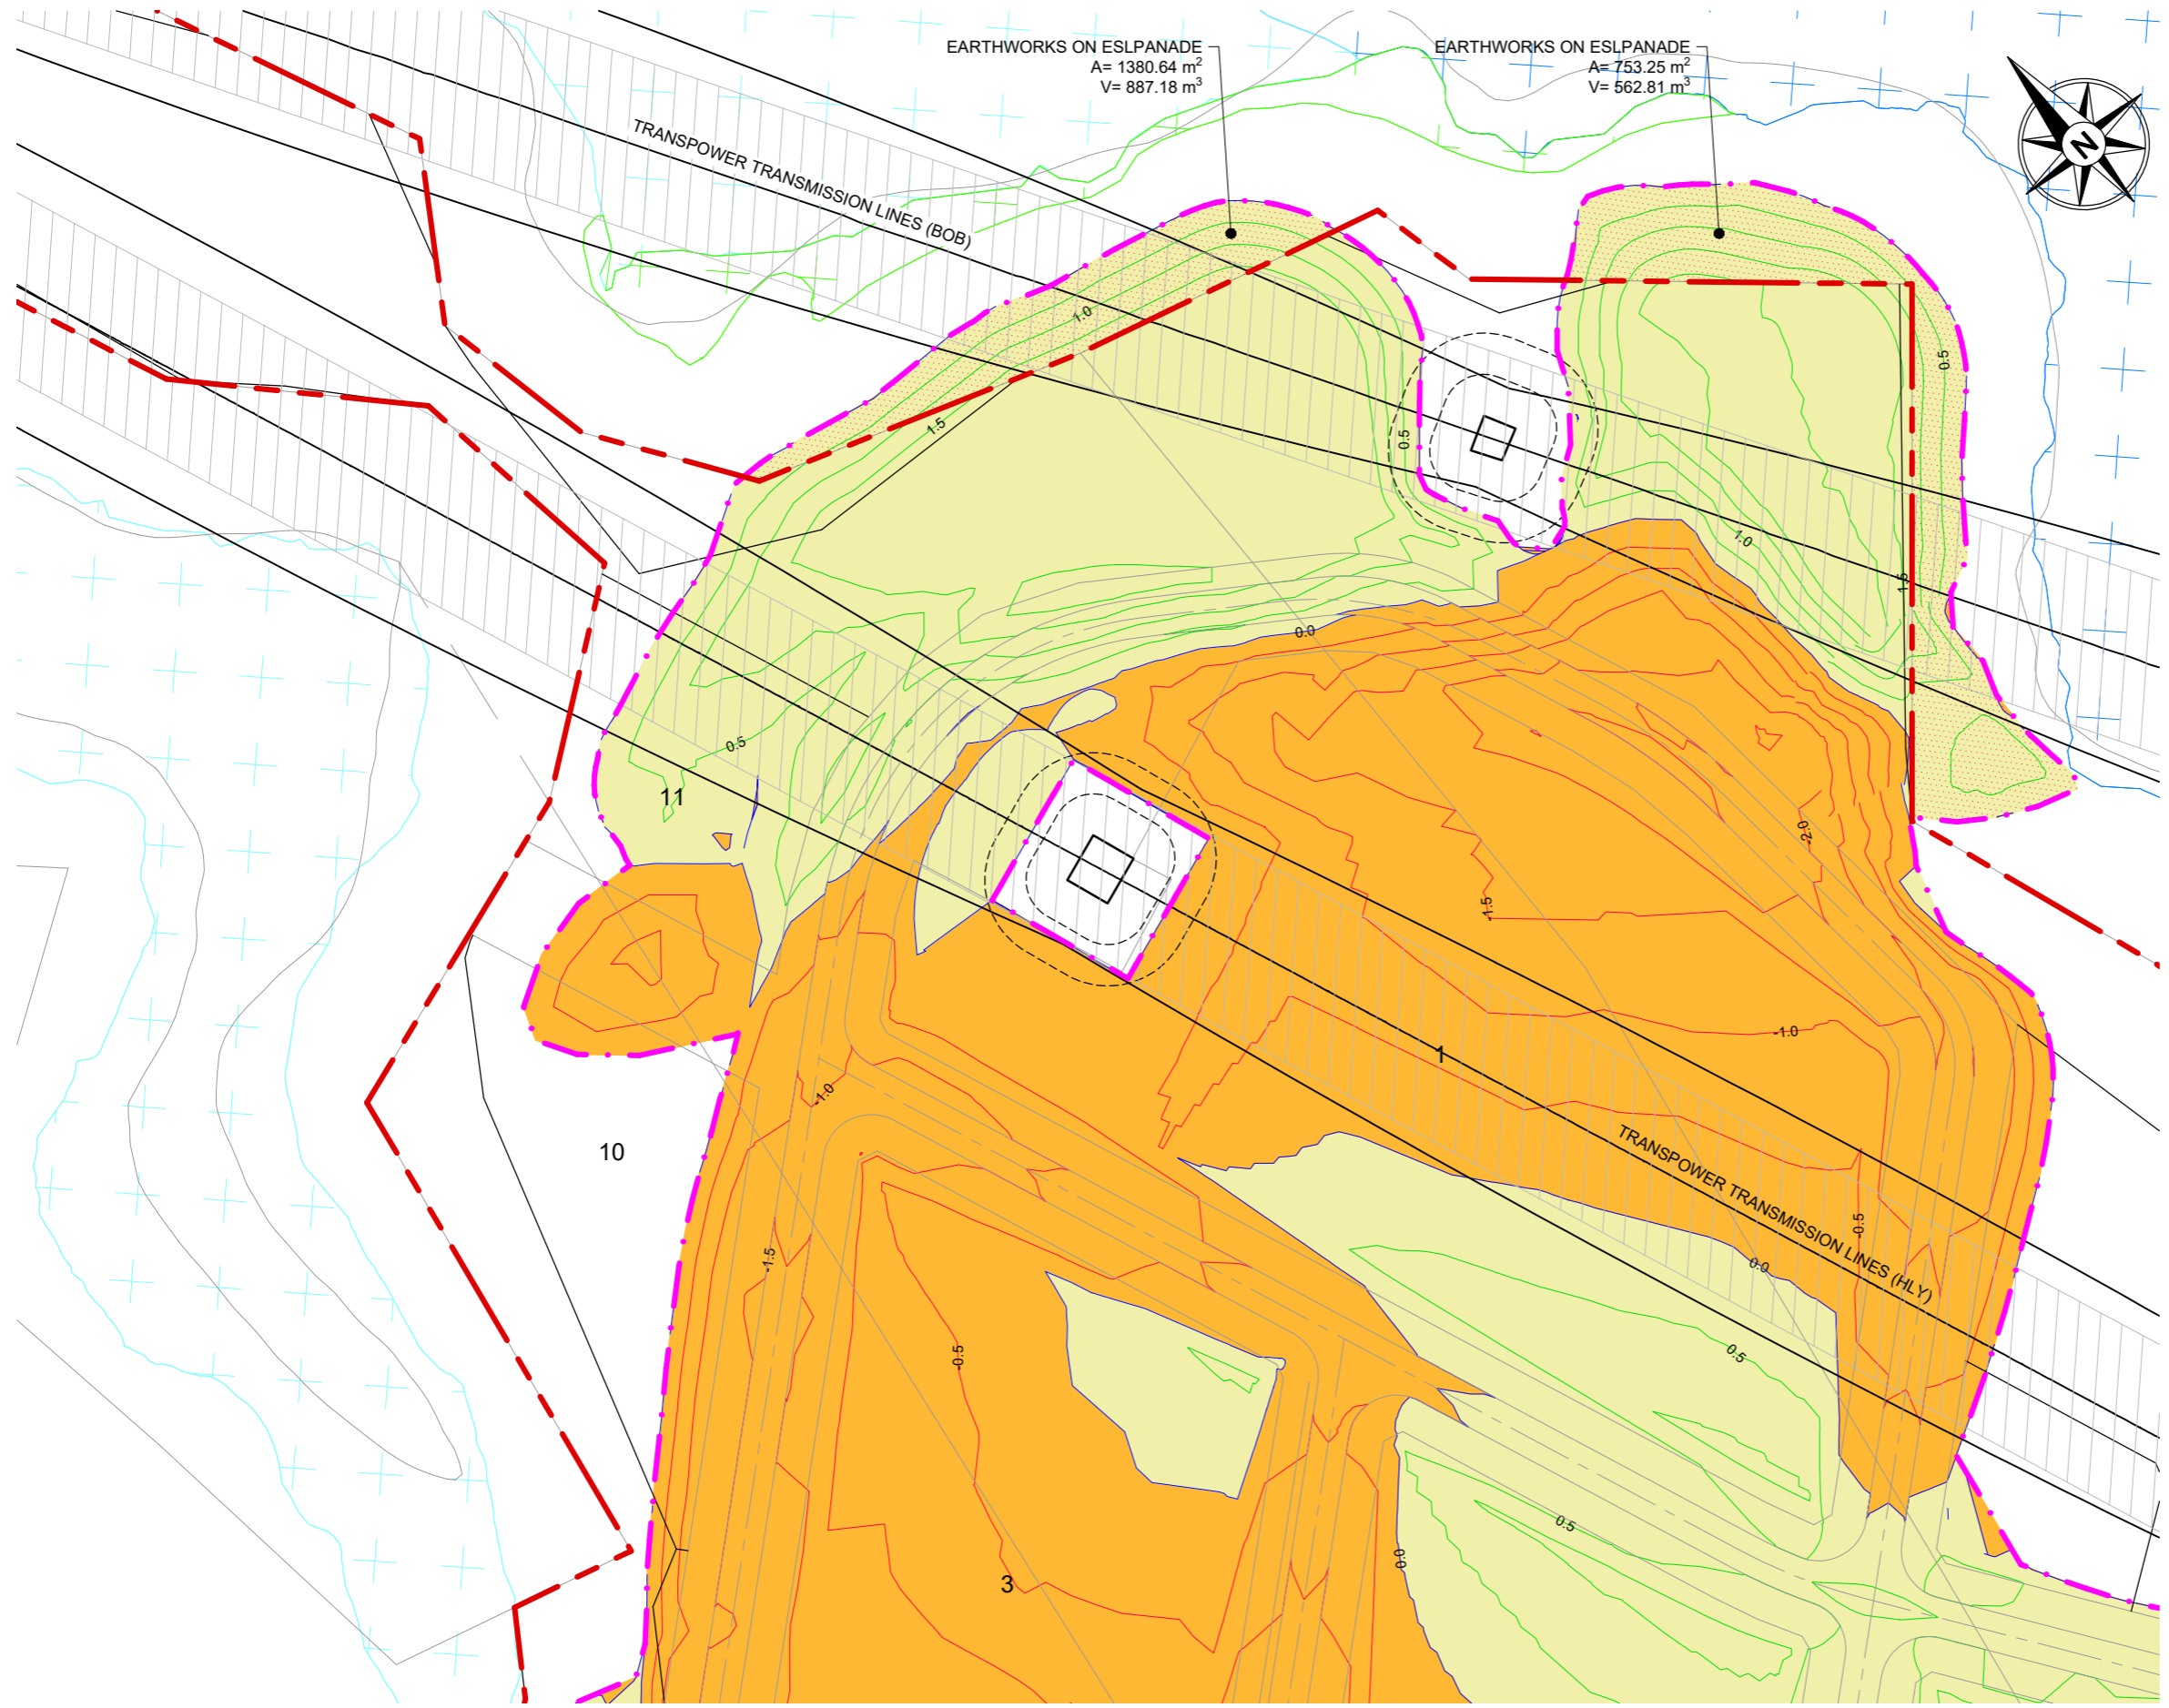 EARTHWORKS ON ESLPANADE
A= 1380.64 m²
V= 887.18 m³
EARTHWORKS ON ESLPANADE
A= 753.25 m²
V= 562.81 m³
N
TRANSPOWER TRANSMISSION LINES (BOB)
1.0
0.5
1.5
0.5
1.0
1.5
0.0
0.5
11
-2.0
-1.5
-1.0
1
-1.0
10
TRANSPOWER TRANSMISSION LINES (HLY)
-0.5
-1.5
0.0
-0.5
0.5
0.5
0.0
3